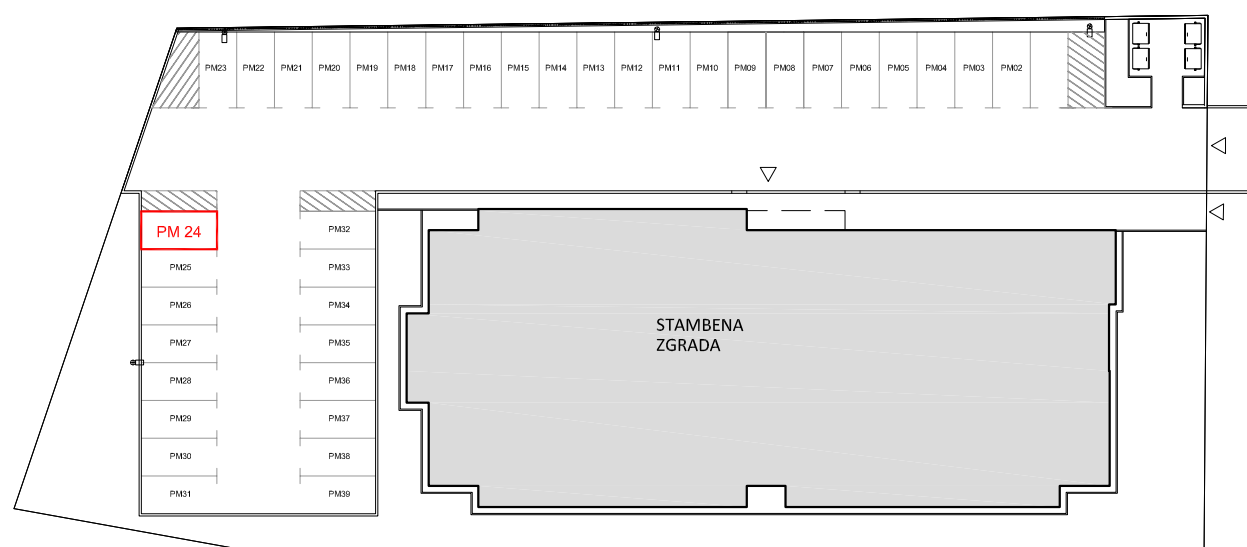 PM23 PM22 PM21 PM20 PM19 PM18 PM17 PM16 PM15 PM14 PM13 PM12 PM11 PM10 PM09 PM08 PM07 PM06 PM05 PM04 PM03 PM02
PM 24
PM32
PM25
PM33
PM26
PM34
PM27
PM35
PM28
PM36
PM29
PM37
PM30
PM38
PM31
PM39
STAMBENA
ZGRADA